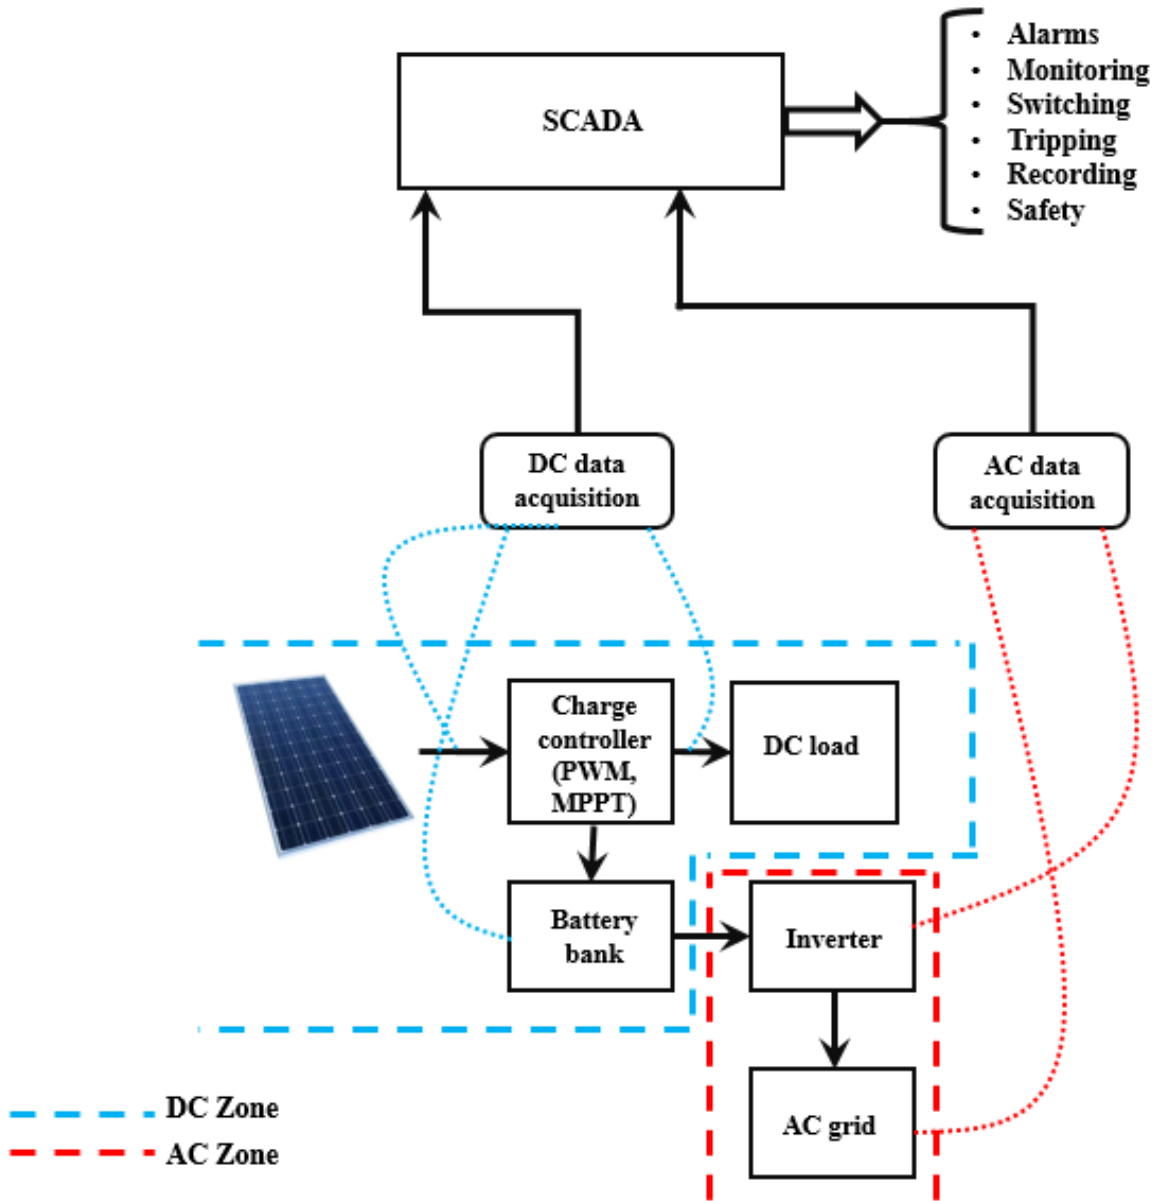 SCADA
• Alarms
• Monitoring
• Switching
• Tripping
• Recording
• Safety
DC data
acquisition
AC data
acquisition
Charge
controller
(PWM,
MPPT)
DC load
Battery
bank
Inverter
AC grid
DC Zone
AC Zone